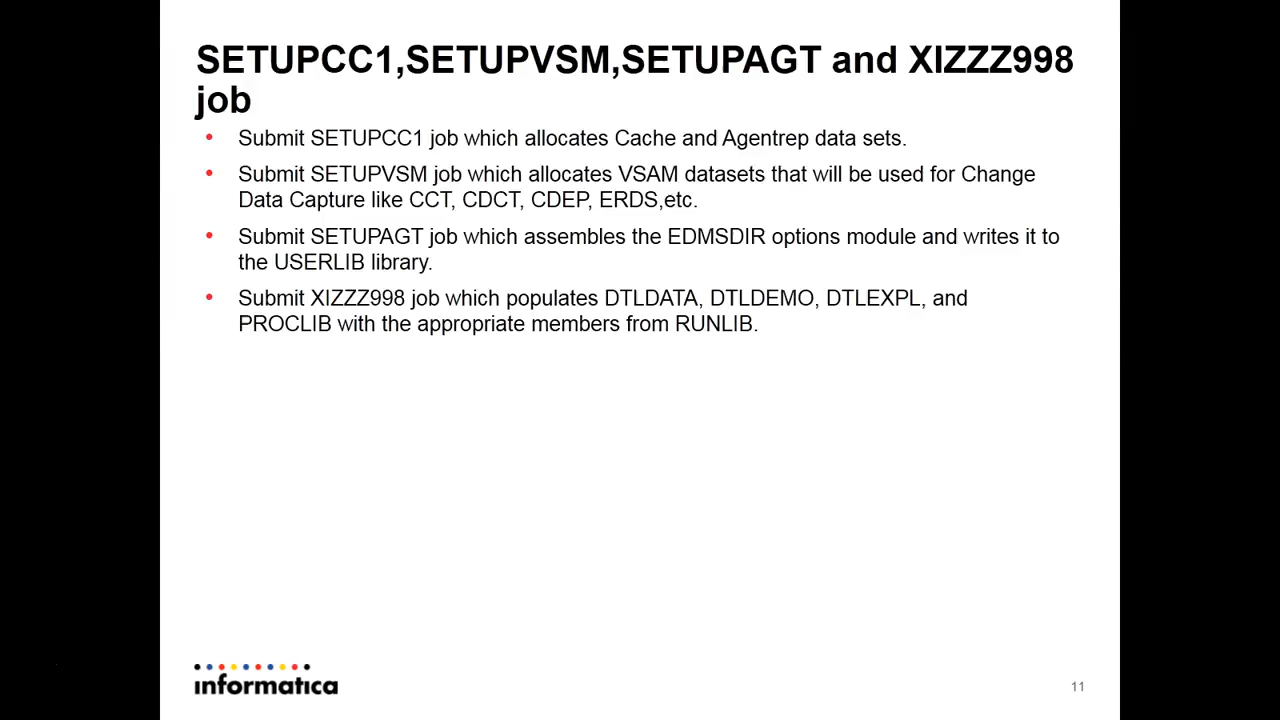 SETUPCC1,SETUPVSM,SETUPAGT and XIZZZ998
job
• Submit SETUPCC1 job which allocates Cache and Agentrep data sets.
• Submit SETUPVSM job which allocates VSAM datasets that will be used for Change
Data Capture like CCT, CDCT, CDEP, ERDS,etc.
• Submit SETUPAGT job which assembles the EDMSDIR options module and writes it to
the USERLIB library.
• Submit XIZZZ998 job which populates DTLDATA, DTLDEMO, DTLEXPL, and
PROCLIB with the appropriate members from RUNLIB.
informatica
11